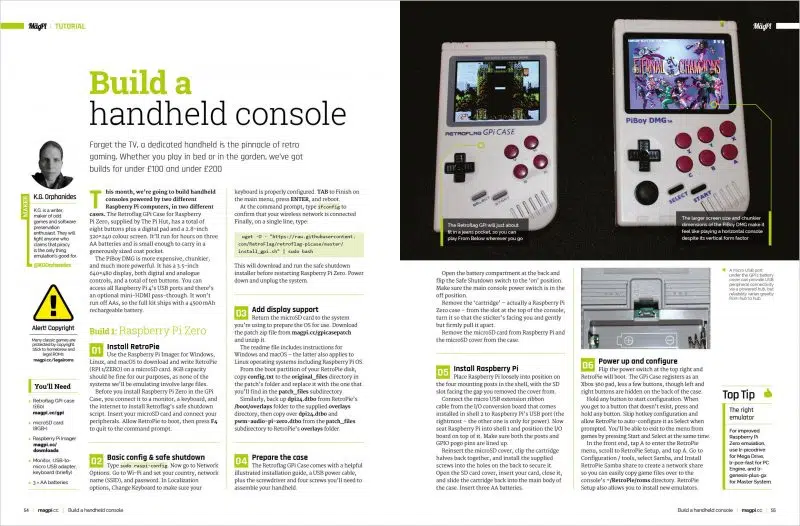 MagPi
TUTORIAL
MagPi
Build a
handheld console
Forget the TV, a dedicated handheld is the pinnacle of retro
gaming. Whether you play in bed or in the garden, we've got
builds for under £100 and under £200
MAKER
K.G. Orphanides
K.G. is a writer,
maker of odd
games and software
preservation
enthusiast. They will
fight anyone who
claims that piracy
is the only thing
emulation's good for.
Alert! Copyright
Many classic games are
protected by copyright.
Stick to homebrew and
legal ROMs.
magpi.cc/legalroms
You'll Need
RetroFlag GPi case
(£60)
magpi.cc/gpi
microSD card
(8GB+)
Raspberry Pi Imager
magpi.cc/
downloads
Monitor, USB-to-
micro USB adapter,
keyboard (briefly)
3 × AA batteries
This month, we're going to build handheld
consoles powered by two different
Raspberry Pi computers, in two different
cases. The Retroflag GPi Case for Raspberry
Pi Zero, supplied by The Pi Hut, has a total of
eight buttons plus a digital pad and a 2.8-inch
320×240 colour screen. It'll run for hours on three
AA batteries and is small enough to carry in a
generously sized coat pocket.
The PiBoy DMG is more expensive, chunkier,
and much more powerful. It has a 3.5-inch
640×480 display, both digital and analogue
controls, and a total of ten buttons. You can
access all Raspberry Pi 4's USB ports and there's
an optional mini-HDMI pass-through. It won't
run off AAs, so the full kit ships with a 4500 mAh
rechargeable battery.
Build 1: Raspberry Pi Zero
01 Install RetroPie
Use the Raspberry Pi Imager for Windows,
Linux, and macOS to download and write RetroPie
(RPI 1/ZERO) on a microSD card. 8GB capacity
should be fine for our purposes, as none of the
systems we'll be emulating involve large files.
Before you install Raspberry Pi Zero in the GPi
Case, you connect it to a monitor, a keyboard, and
the internet to install Retroflag's safe shutdown
script. Insert your microSD card and connect your
peripherals. Allow RetroPie to boot, then press F4
to quit to the command prompt.
02 Basic config & safe shutdown
Type sudo raspi-config. Now go to Network
Options: Go to Wi-Fi and set your country, network
name (SSID), and password. In Localisation
options, Change Keyboard to make sure your
keyboard is properly configured. TAB to Finish on
the main menu, press ENTER, and reboot.
At the command prompt, type ifconfig to
confirm that your wireless network is connected
Finally, on a single line, type:
wget -O - "https://raw.githubusercontent.
com/RetroFlag/retroflag-picase/master/
install_gpi.sh" | sudo bash
This will download and run the safe shutdown
installer before restarting Raspberry Pi Zero. Power
down and unplug the system.
03 Add display support
Return the microSD card to the system
you're using to prepare the OS for use. Download
the patch zip file from magpi.cc/gpicasepatch
and unzip it.
The readme file includes instructions for
Windows and macOS – the latter also applies to
Linux operating systems including Raspberry Pi OS.
From the boot partition of your RetroPie disk,
copy config.txt to the original_files directory in
the patch's folder and replace it with the one that
you'll find in the patch_files subdirectory
Similarly, back up dpi24.dtbo from RetroPie's
/boot/overlays folder to the supplied overlays
directory, then copy over dpi24.dtbo and
pwm-audio-pi-zero.dtbo from the patch_files
subdirectory to RetroPie's overlays folder.
04 Prepare the case
The Retroflag GPi Case comes with a helpful
illustrated installation guide, a USB power cable,
plus the screwdriver and four screws you'll need to
assemble your handheld.
RETROFLAG GPi CASE
SELECT
START
The Retroflag GPi will just about
fit in a jeans pocket, so you can
play From Below wherever you go
ETERNAL CHAMPIONS
PiBoy DMG
SELECT
START
The larger screen size and chunkier
dimensions of the PiBoy DMG make it
feel like playing a horizontal console
despite its vertical form factor
Open the battery compartment at the back and
flip the Safe Shutdown switch to the 'on' position.
Make sure the main console power switch is in the
off position.
Remove the 'cartridge' – actually a Raspberry Pi
Zero case – from the slot at the top of the console,
turn it so that the sticker's facing you and gently
but firmly pull it apart.
Remove the microSD card from Raspberry Pi and
the microSD cover from the case.
05 Install Raspberry Pi
Place Raspberry Pi loosely into position on
the four mounting posts in the shell, with the SD
slot facing the gap you removed the cover from.
Connect the micro USB extension ribbon
cable from the I/O conversion board that comes
installed in shell 2 to Raspberry Pi's USB port (the
rightmost – the other one is only for power). Now
seat Raspberry Pi into shell 1 and position the I/O
board on top of it. Make sure both the posts and
GPIO pogo pins are lined up.
Reinsert the microSD cover, clip the cartridge
halves back together, and install the supplied
screws into the holes on the back to secure it.
Open the SD card cover, insert your card, close it,
and slide the cartridge back into the main body of
the case. Insert three AA batteries.
A micro USB port
under the GPi's battery
cover can provide USB
peripheral connectivity
via a powered hub, but
reliability varies greatly
from hub to hub
06 Power up and configure
Flip the power switch at the top right and
RetroPie will boot. The GPi Case registers as an
Xbox 360 pad, less a few buttons, though left and
right buttons are hidden on the back of the case.
Hold any button to start configuration. When
you get to a button that doesn't exist, press and
hold any button. Skip hotkey configuration and
allow RetroPie to auto-configure it as Select when
prompted. You'll be able to exit to the menu from
games by pressing Start and Select at the same time.
In the front end, tap A to enter the RetroPie
menu, scroll to RetroPie Setup, and tap A. Go to
Configuration / tools, select Samba, and Install
RetroPie Samba share to create a network share
so you can easily copy game files over to the
console's ~/RetroPie/roms directory. RetroPie
Setup also allows you to install new emulators.
Top Tip
The right
emulator
For improved
Raspberry Pi
Zero emulation,
use lr-picodrive
for Mega Drive,
lr-pce-fast for PC
Engine, and lr-
genesis-plus-gx
for Master System.
54 magpi.cc Build a handheld console
Build a handheld console magpi.cc 55